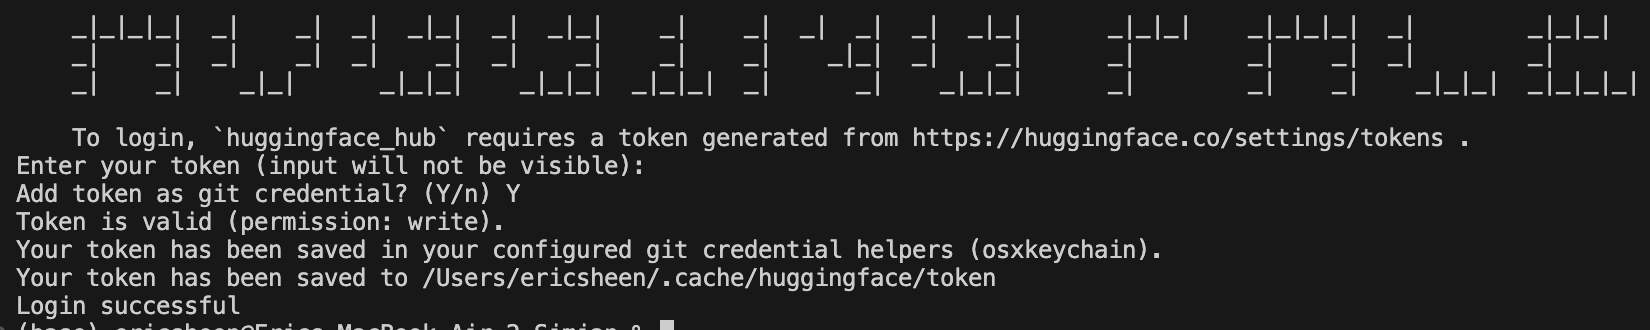 To login, `huggingface_hub` requires a token generated from https://huggingface.co/settings/tokens .
Enter your token (input will not be visible):
Add token as git credential? (Y/n) Y
Token is valid (permission: write).
Your token has been saved in your configured git credential helpers (osxkeychain).
Your token has been saved to /Users/ericsheen/.cache/huggingface/token
Login successful